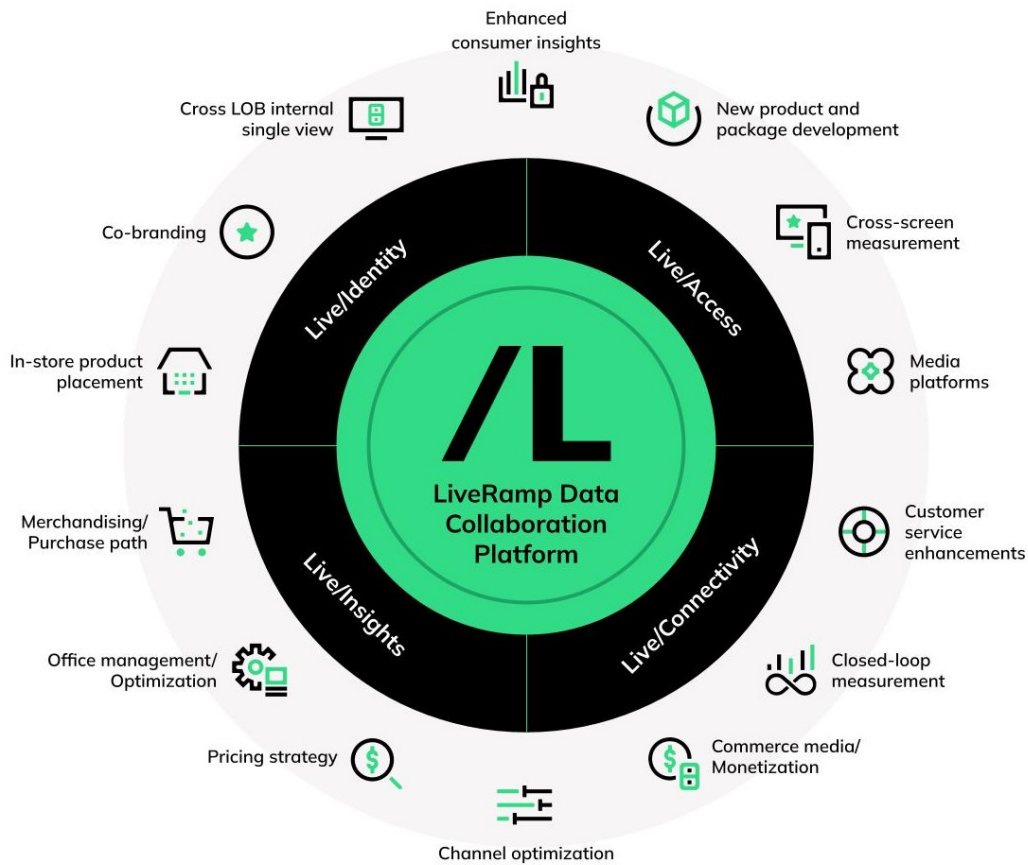 Enhanced
consumer insights
New product and
package development
Cross-screen
measurement
Media
platforms
Customer
service
enhancements
Closed-loop
measurement
Commerce media/
Monetization
Channel optimization
Pricing strategy
Office management/
Optimization
Merchandising/
Purchase path
In-store product
placement
Co-branding
Cross LOB internal
single view
Live/Identity
Live/Access
Live/Connectivity
Live/Insights
/L
LiveRamp Data
Collaboration
Platform